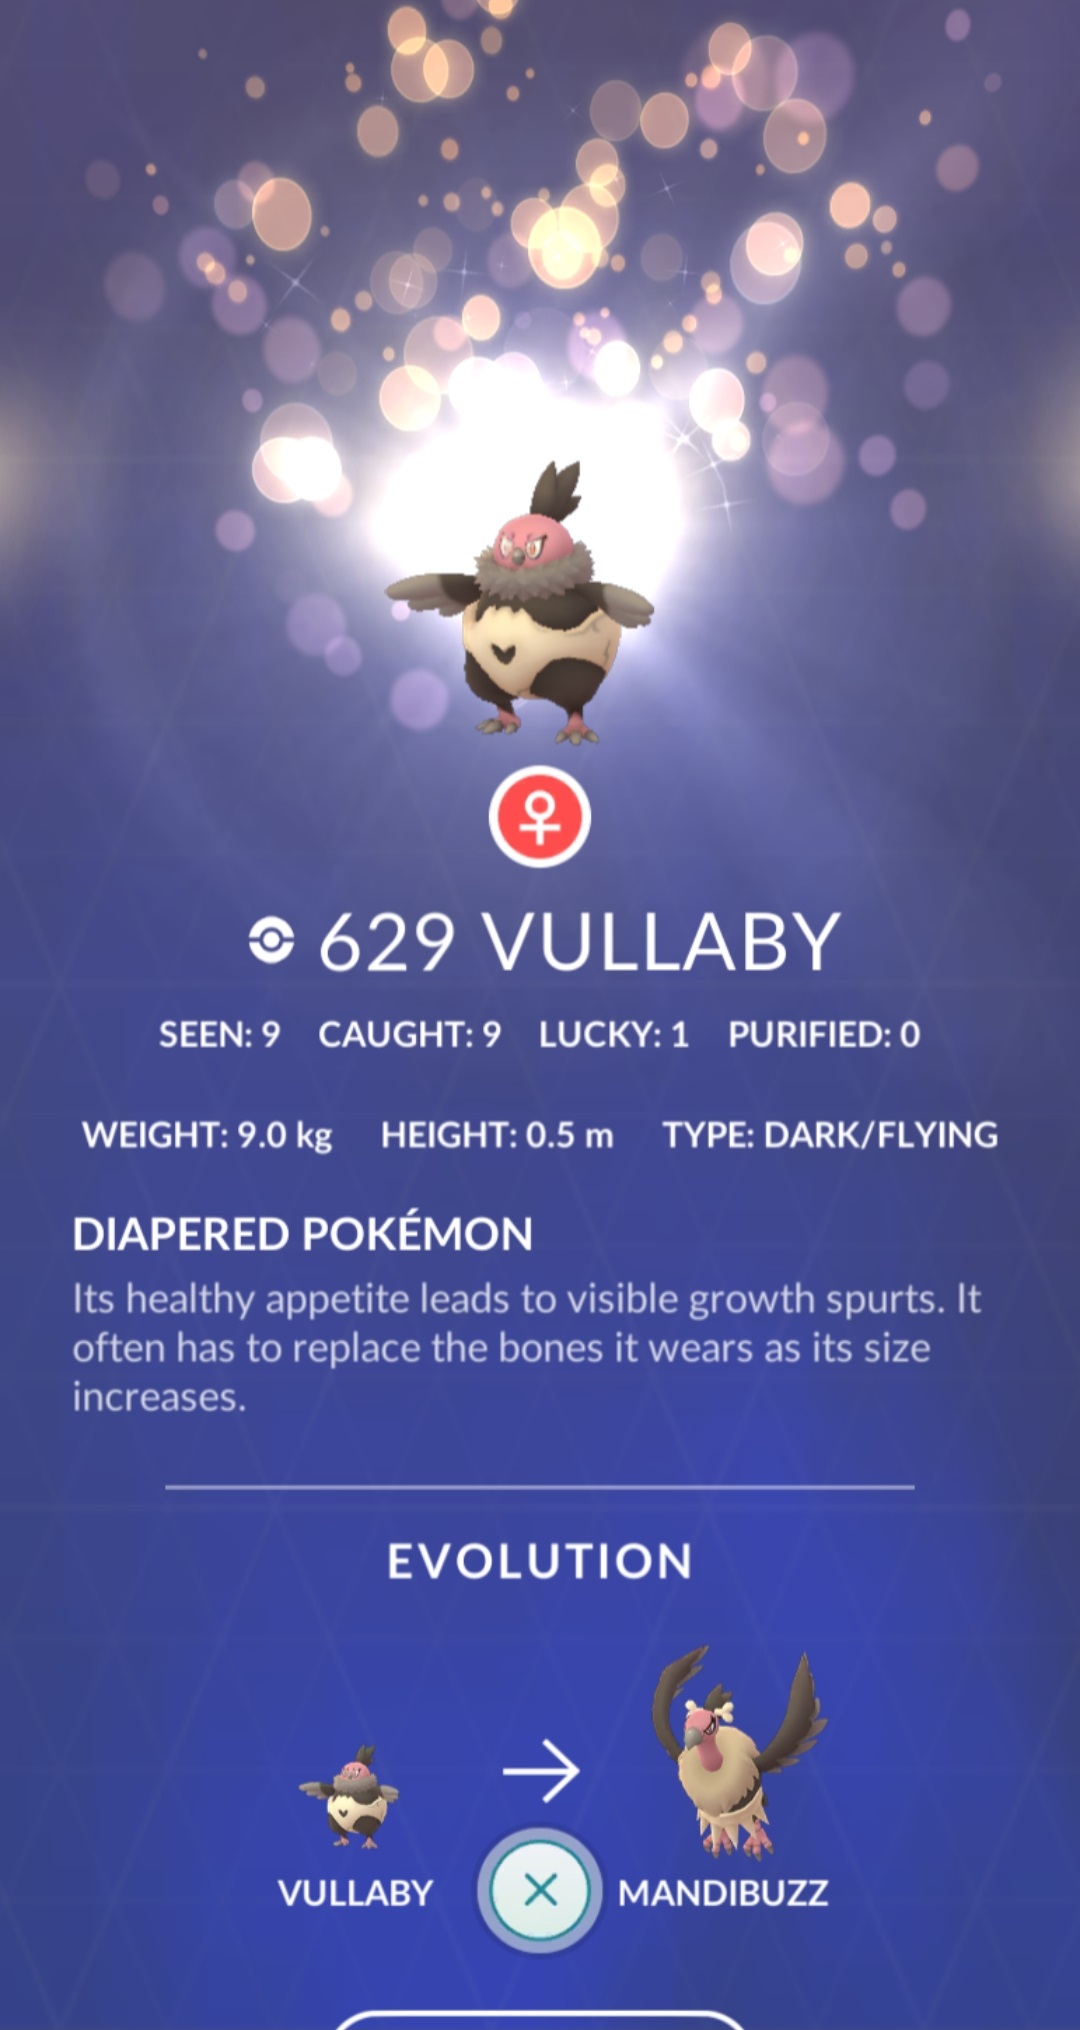 629 VULLABY
SEEN: 9 CAUGHT: 9 LUCKY: 1 PURIFIED: 0
WEIGHT: 9.0 kg HEIGHT: 0.5 m TYPE: DARK/FLYING
DIAPERED POKÉMON
Its healthy appetite leads to visible growth spurts. It
often has to replace the bones it wears as its size
increases.
EVOLUTION
VULLABY MANDIBUZZ